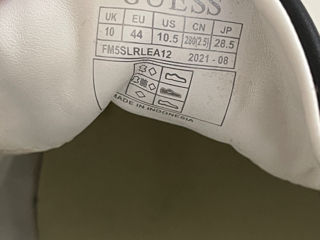 GUESS
UK EU US CN JP
10 44 10.5 280(2.5) 28.5
FM5SLRLEA12 2021-08
MADE IN INDONESIA